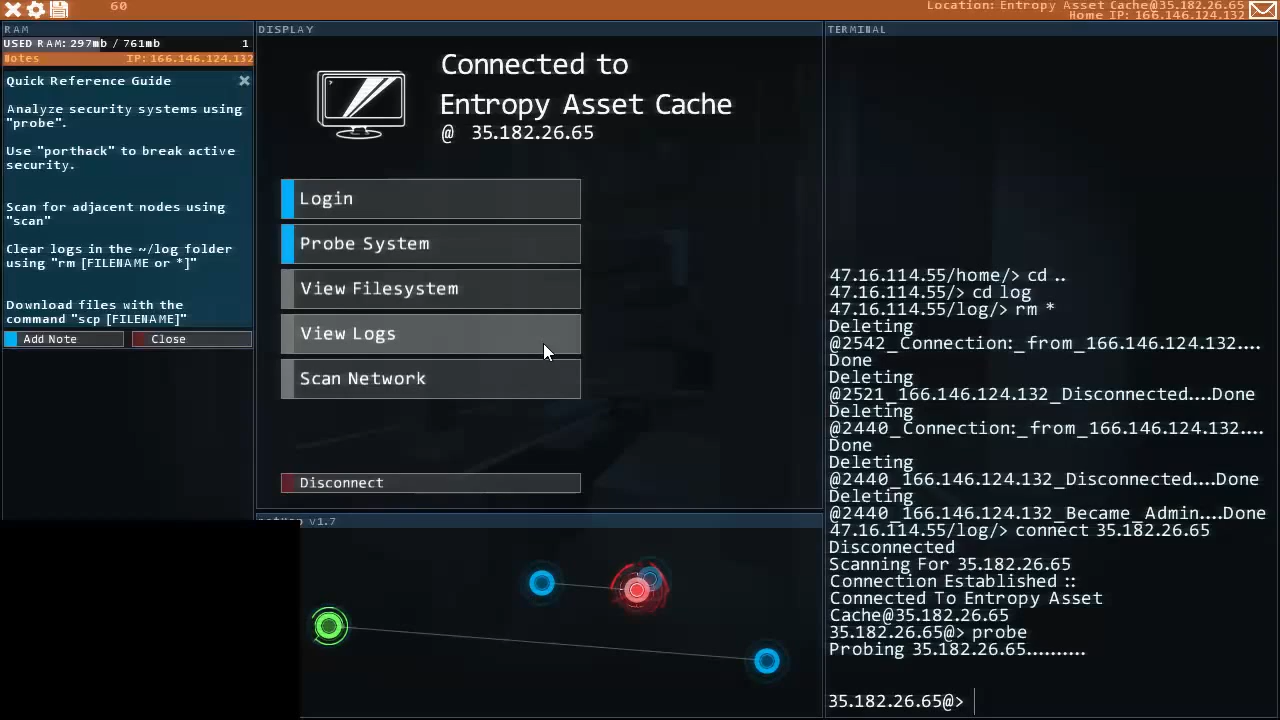 60
Location: Entropy Asset Cache@35.182.26.65
Home IP: 166.146.124.132
RAM
USED RAM: 297mb / 761mb 1
Notes IP: 166.146.124.132
Quick Reference Guide
Analyze security systems using
"probe".
Use "porthack" to break active
security.
Scan for adjacent nodes using
"scan"
Clear logs in the ~/log folder
using "rm [FILENAME or *]"
Download files with the
command "scp [FILENAME]"
Add Note
Close
DISPLAY
Connected to
Entropy Asset Cache
@ 35.182.26.65
Login
Probe System
View Filesystem
View Logs
Scan Network
Disconnect
v1.7
TERMINAL
47.16.114.55/home/> cd ..
47.16.114.55/> cd log
47.16.114.55/log/> rm *
Deleting
@2542_Connection:_from_166.146.124.132....
Done
Deleting
@2521_166.146.124.132_Disconnected....Done
Deleting
@2440_Connection:_from_166.146.124.132....
Done
Deleting
@2440_166.146.124.132_Disconnected....Done
Deleting
@2440_166.146.124.132_Became_Admin....Done
47.16.114.55/log/> connect 35.182.26.65
Disconnected
Scanning For 35.182.26.65
Connection Established ::
Connected To Entropy Asset
Cache@35.182.26.65
35.182.26.65@> probe
Probing 35.182.26.65..........
35.182.26.65@>